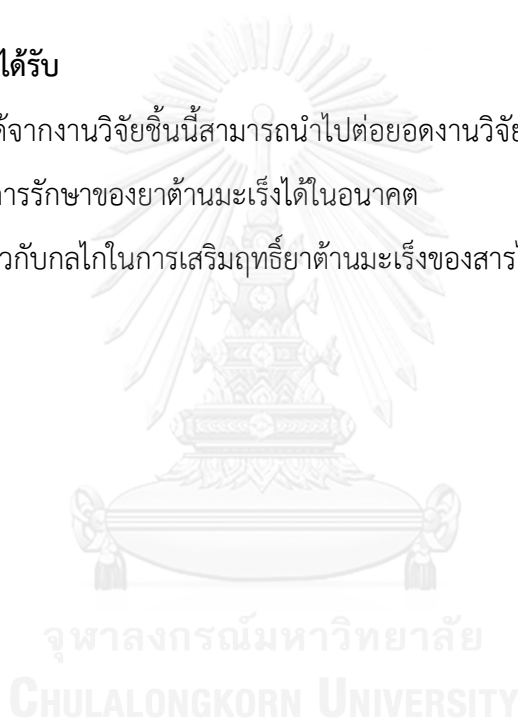 ได้รับ
ด้จากงานวิจัยชิ้นนี้สามารถนำไปต่อยอดงานวิจัย
การรักษาของยาต้านมะเร็งได้ในอนาคต
วกับกลไกในการเสริมฤทธิ์ยาต้านมะเร็งของสาร
จุฬาลงกรณ์มหาวิทยาลัย
CHULALONGKORN UNIVERSITY